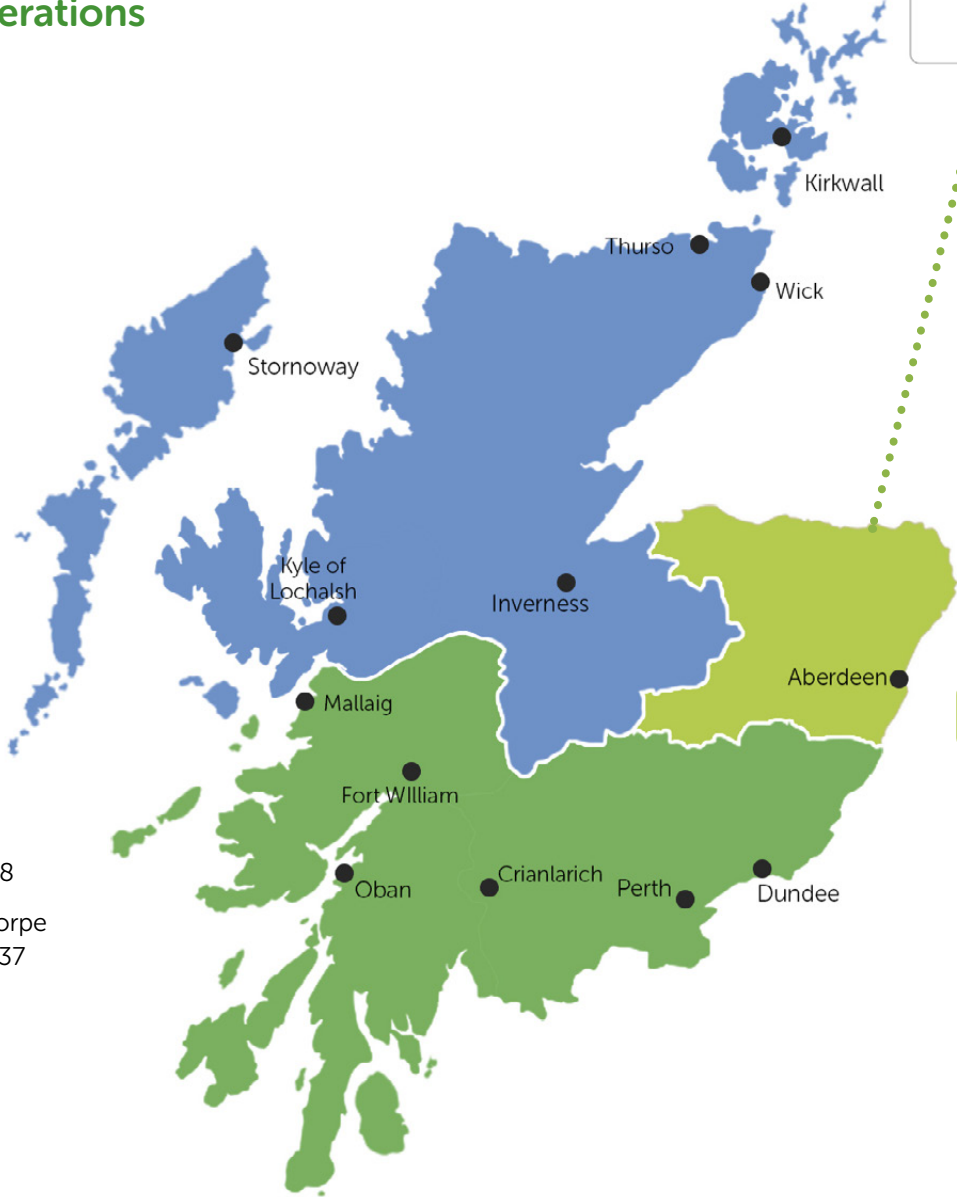 erations
Kirkwall
Thurso
Wick
Stornoway
Kyle of
Lochalsh
Inverness
Aberdeen
Mallaig
Fort WIlliam
8
Oban
Crianlarich
Perth
Dundee
orpe
37